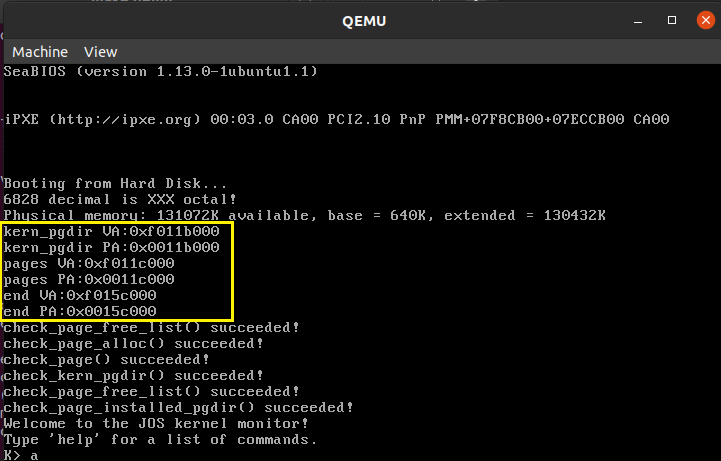 QEMU
Machine View
SeaBIOS (version 1.13.0-1ubuntu1.1)
iPXE (http://ipxe.org) 00:03.0 CA00 PCI2.10 PnP PMM+07F8CB00+07ECCB00 CA00
Booting from Hard Disk...
6828 decimal is XXX octal!
Physical memory: 131072K available, base = 640K, extended = 130432K
kern_pgdir VA:0xf011b000
kern_pgdir PA:0x0011b000
pages VA:0xf011c000
pages PA:0x0011c000
end VA:0xf015c000
end PA:0x0015c000
check_page_free_list() succeeded!
check_page_alloc() succeeded!
check_page() succeeded!
check_kern_pgdir() succeeded!
check_page_free_list() succeeded!
check_page_installed_pgdir() succeeded!
Welcome to the JOS kernel monitor!
Type 'help' for a list of commands.
K> a